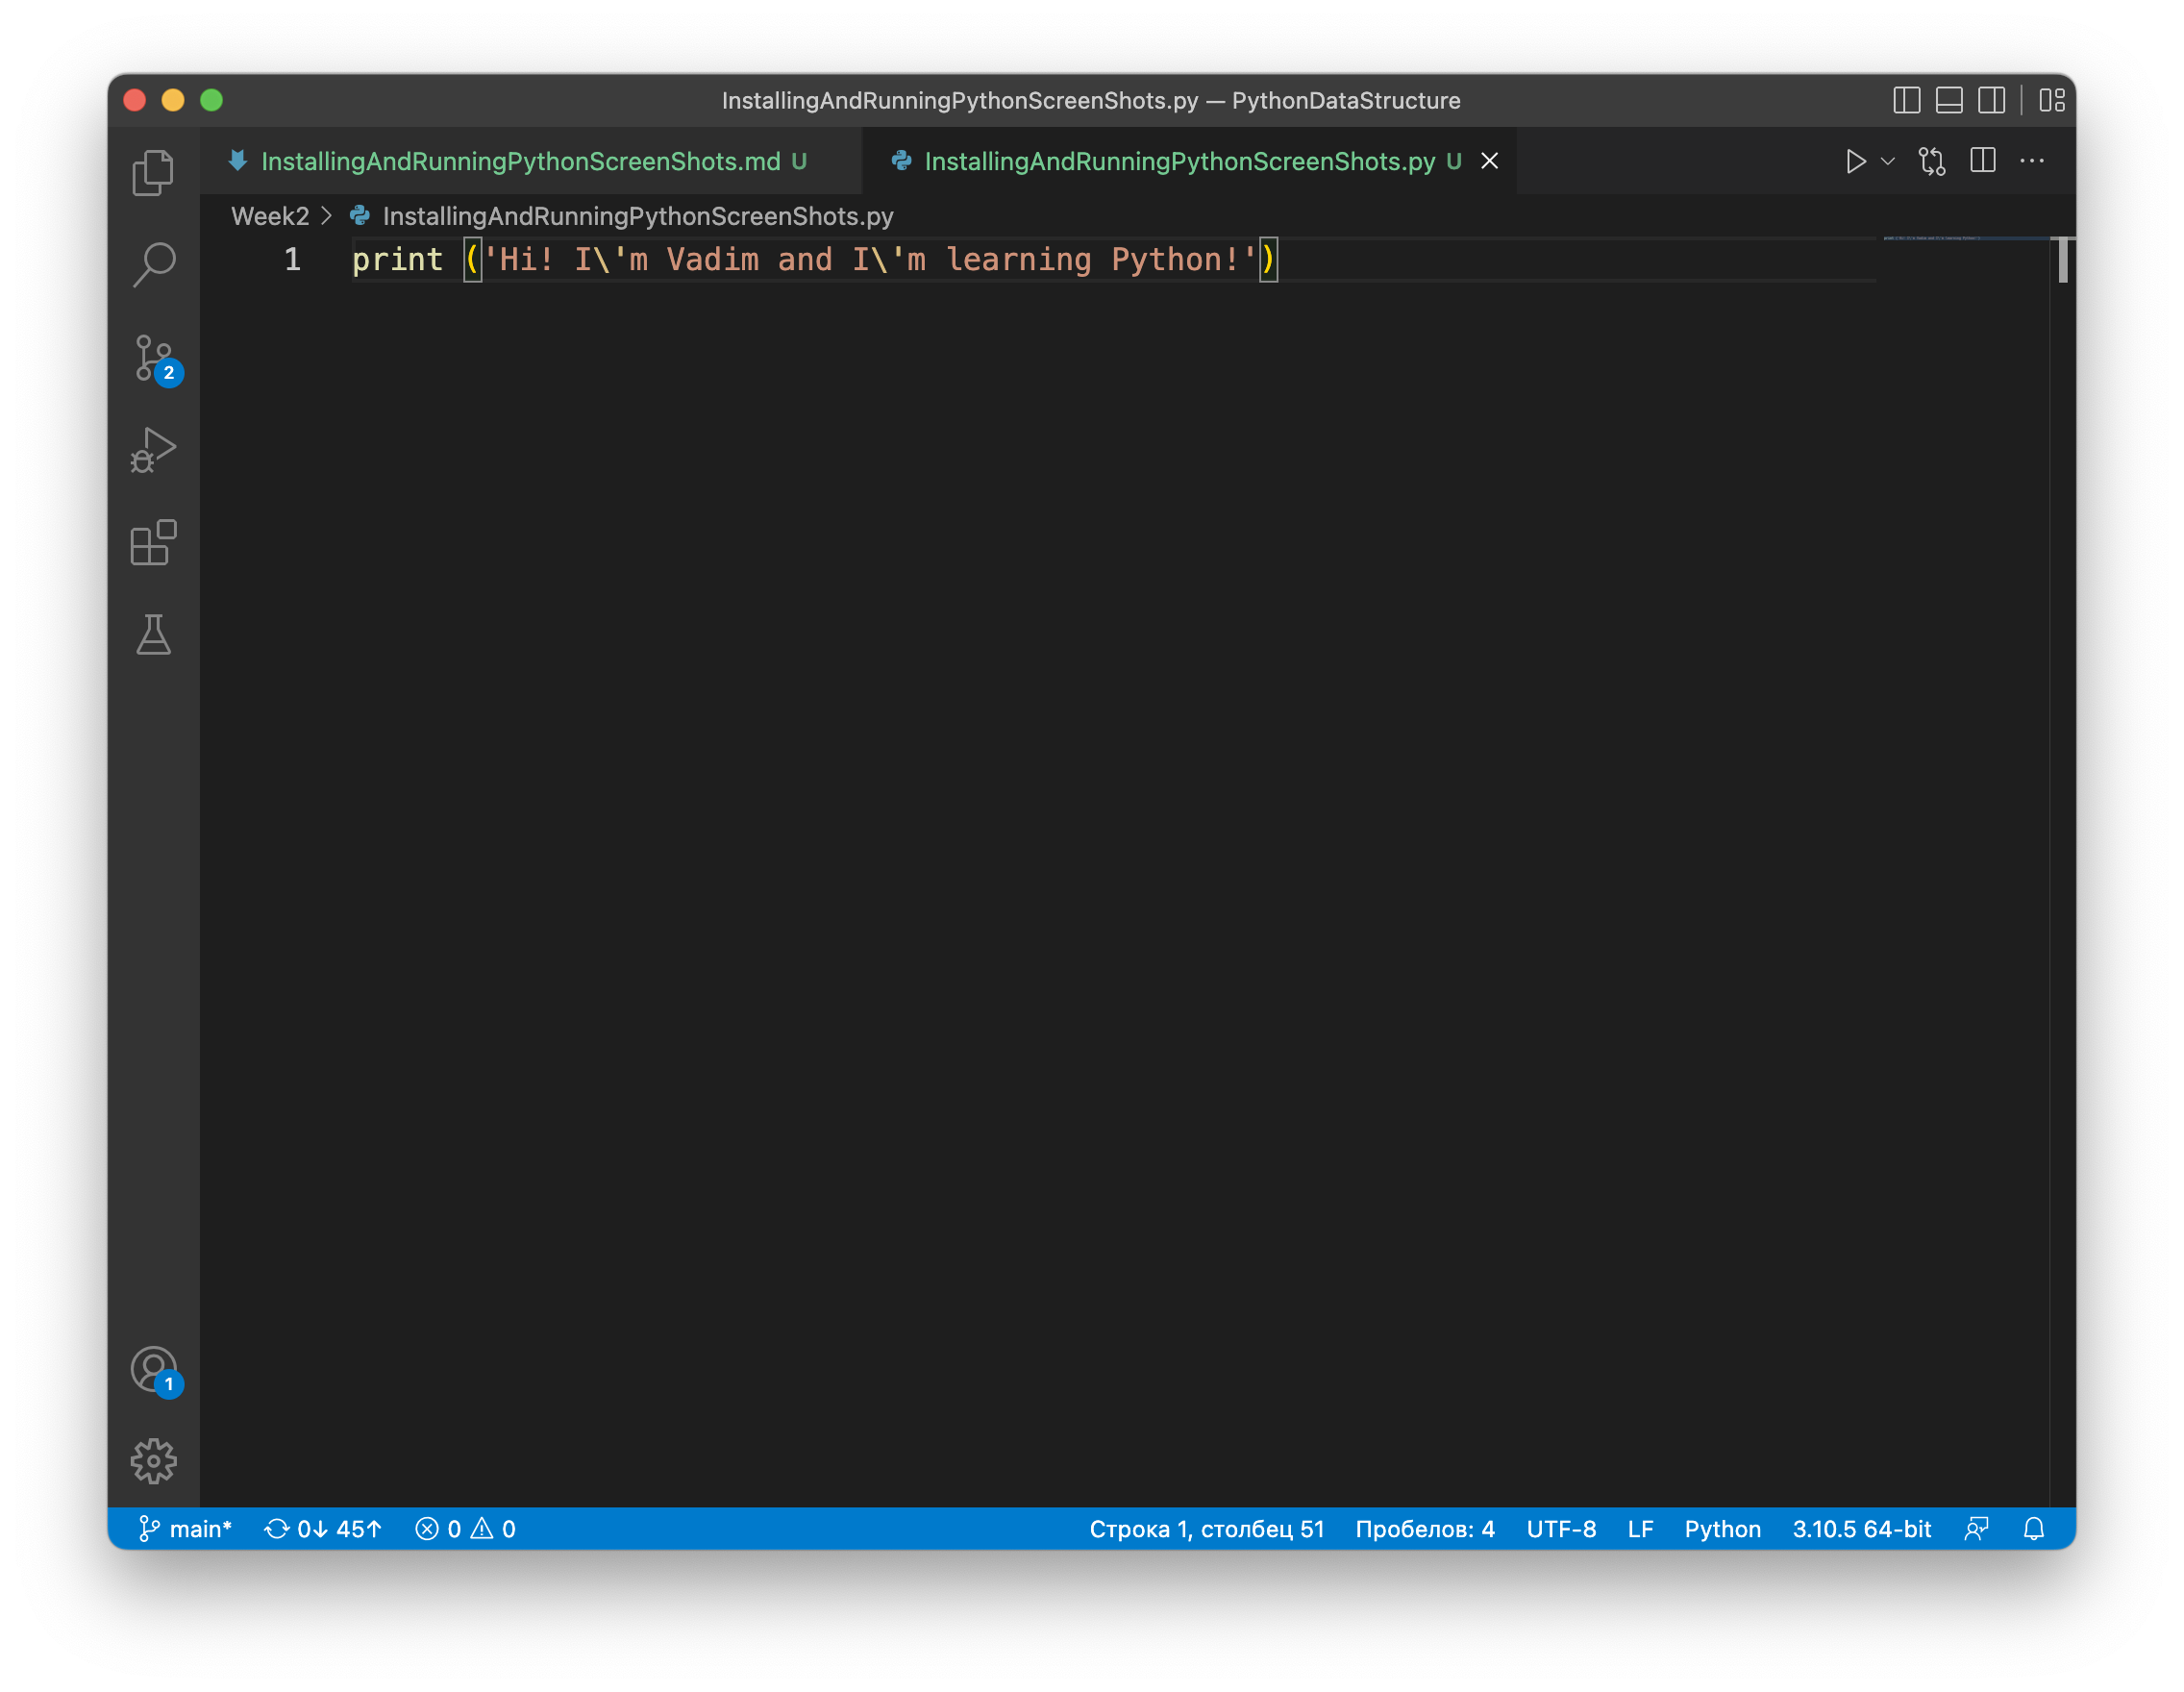 InstallingAndRunningPythonScreenShots.py — PythonDataStructure
InstallingAndRunningPythonScreenShots.md U
InstallingAndRunningPythonScreenShots.py U
Week2 > InstallingAndRunningPythonScreenShots.py
1 print ('Hi! I\'m Vadim and I\'m learning Python!')
2
1
main* 0↓ 45↑ 0 0 Строка 1, столбец 51 Пробелов: 4 UTF-8 LF Python 3.10.5 64-bit